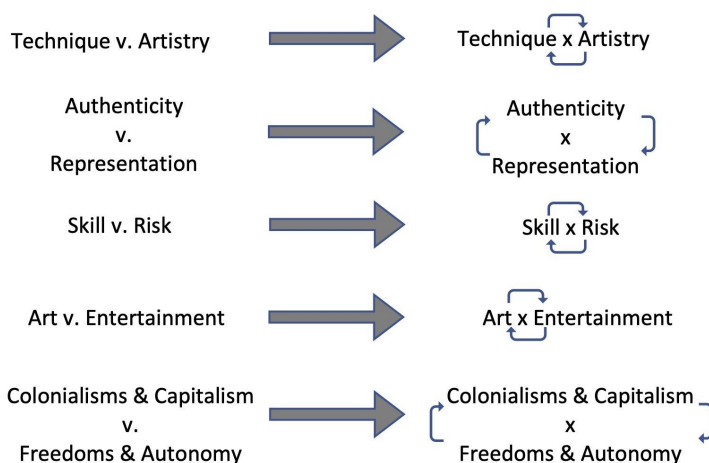 Technique v. Artistry
Technique x Artistry
Authenticity
v.
Representation
Authenticity
x
Representation
Skill v. Risk
Skill x Risk
Art v. Entertainment
Art x Entertainment
Colonialisms & Capitalism
v.
Freedoms & Autonomy
Colonialisms & Capitalism
x
Freedoms & Autonomy